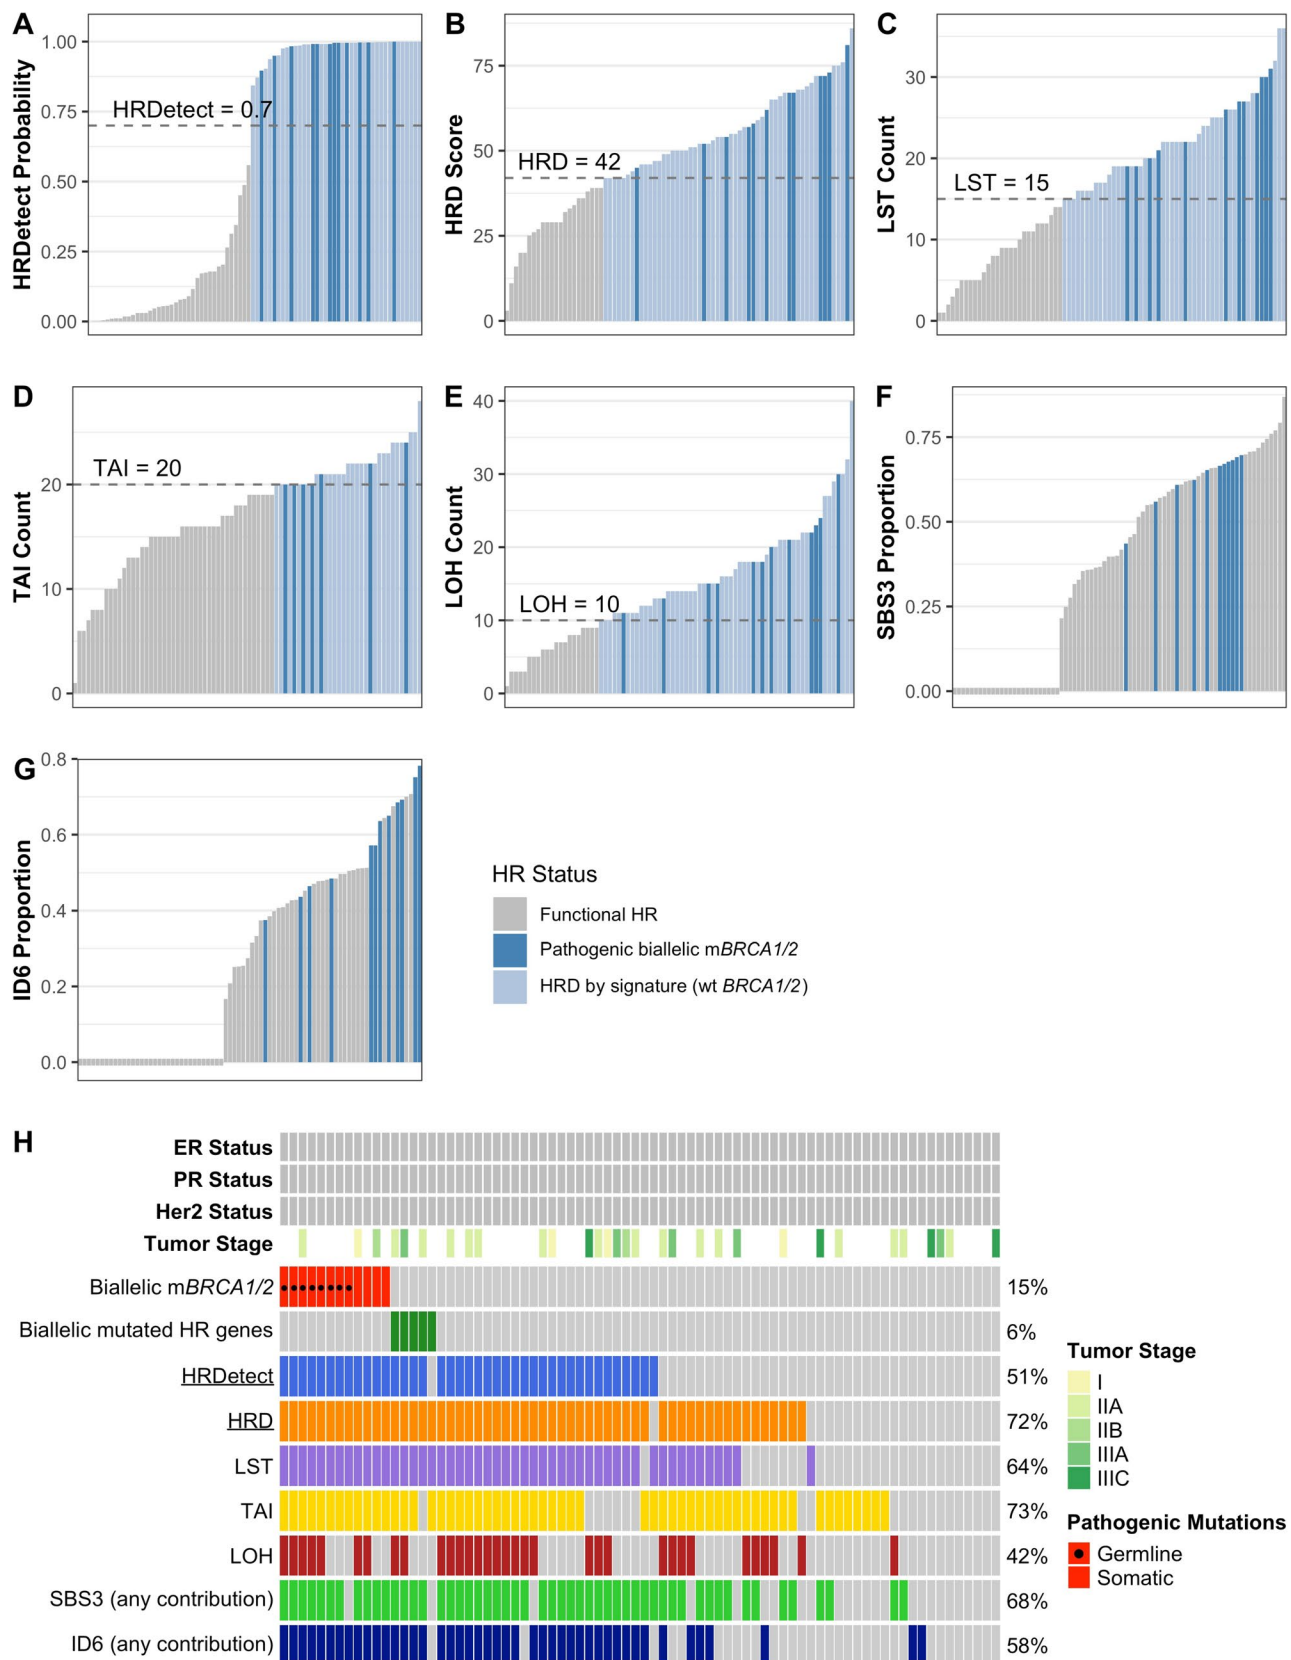 A
HRDetect Probability
1.00
0.75
0.50
0.25
0.00
HRDetect = 0.7
B
HRD Score
75
50
25
0
HRD = 42
C
LST Count
30
20
10
0
LST = 15
D
TAI Count
20
10
0
TAI = 20
E
LOH Count
40
30
20
10
0
LOH = 10
F
SBS3 Proportion
0.75
0.50
0.25
0.00
G
ID6 Proportion
0.8
0.6
0.4
0.2
0.0
HR Status
Functional HR
Pathogenic biallelic mBRCA1/2
HRD by signature (wt BRCA1/2)
H
ER Status
PR Status
Her2 Status
Tumor Stage
Biallelic mBRCA1/2 15%
Biallelic mutated HR genes 6%
HRDetect 51%
HRD 72%
LST 64%
TAI 73%
LOH 42%
SBS3 (any contribution) 68%
ID6 (any contribution) 58%
Tumor Stage
I
IIA
IIB
IIIA
IIIC
Pathogenic Mutations
Germline
Somatic